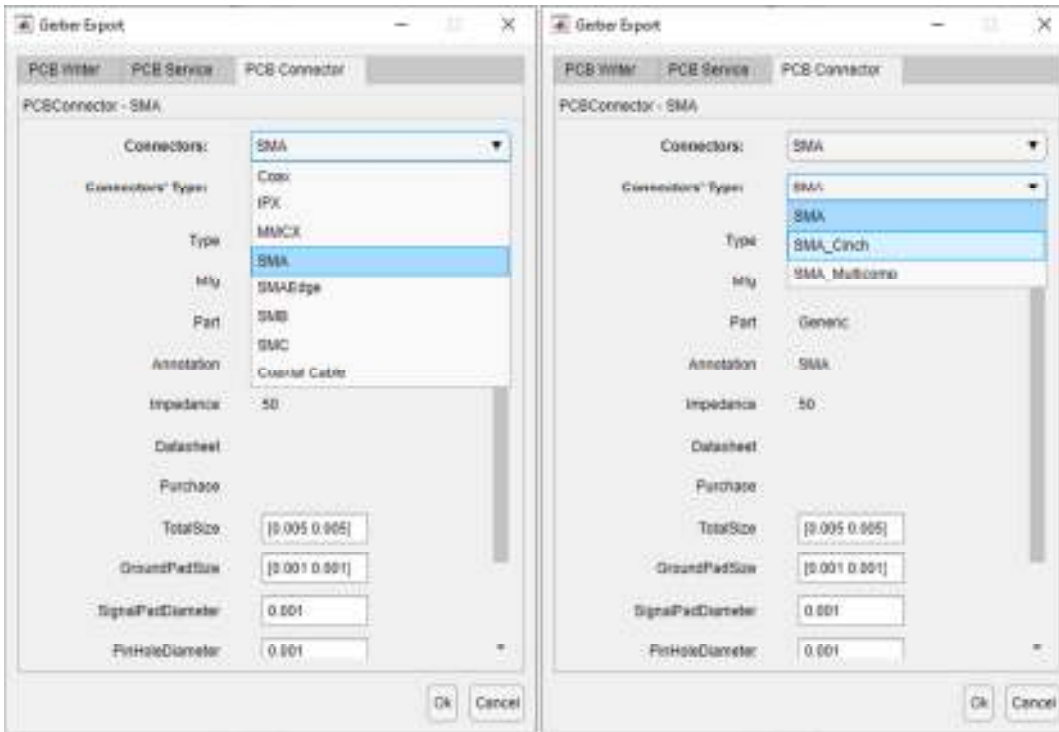 Gerber Export
PCB Writer PCB Service PCB Connector
PCBConnector - SMA
Connectors: SMA
Connectors' Type:
Coax
IPX
MMCX
SMA
SMAEdge
SMB
SMC
Coaxial Cable
Type
Mfg
Part
Annotation
Impedance 50
Datasheet
Purchase
TotalSize [0.005 0.005]
GroundPadSize [0.001 0.001]
SignalPadDiameter 0.001
PinHoleDiameter 0.001
Ok Cancel
Gerber Export
PCB Writer PCB Service PCB Connector
PCBConnector - SMA
Connectors: SMA
Connectors' Type: SMA
SMA
SMA_Cinch
SMA_Multicomp
Type
Mfg
Part Generic
Annotation SMA
Impedance 50
Datasheet
Purchase
TotalSize [0.005 0.005]
GroundPadSize [0.001 0.001]
SignalPadDiameter 0.001
PinHoleDiameter 0.001
Ok Cancel